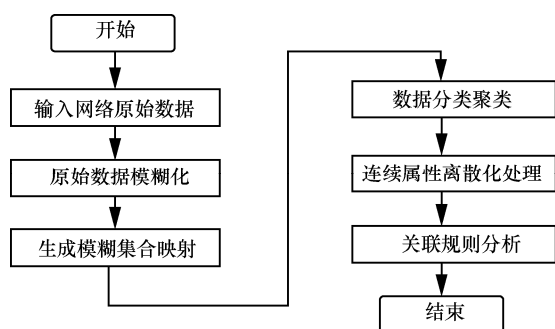 开始
输入网络原始数据
原始数据模糊化
生成模糊集合映射
数据分类聚类
连续属性离散化处理
关联规则分析
结束